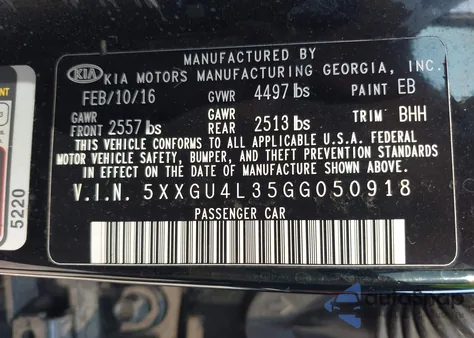 MANUFACTURED BY
KIA KIA MOTORS MANUFACTURING GEORGIA, INC.
FEB/10/16 GVWR 4497 lbs PAINT EB
GAWR FRONT 2557 lbs GAWR REAR 2513 lbs TRIM BHH
THIS VEHICLE CONFORMS TO ALL APPLICABLE U.S.A. FEDERAL
MOTOR VEHICLE SAFETY, BUMPER, AND THEFT PREVENTION STANDARDS
IN EFFECT ON THE DATE OF MANUFACTURE SHOWN ABOVE.
V.I.N. 5XXGU4L35GG050918
PASSENGER CAR
5220
AutoSnap